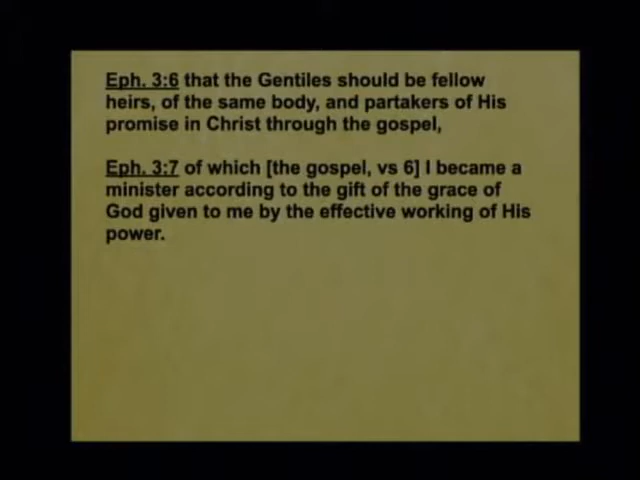 Eph. 3:6 that the Gentiles should be fellow
heirs, of the same body, and partakers of His
promise in Christ through the gospel,
Eph. 3:7 of which [the gospel, vs 6] I became a
minister according to the gift of the grace of
God given to me by the effective working of His
power.